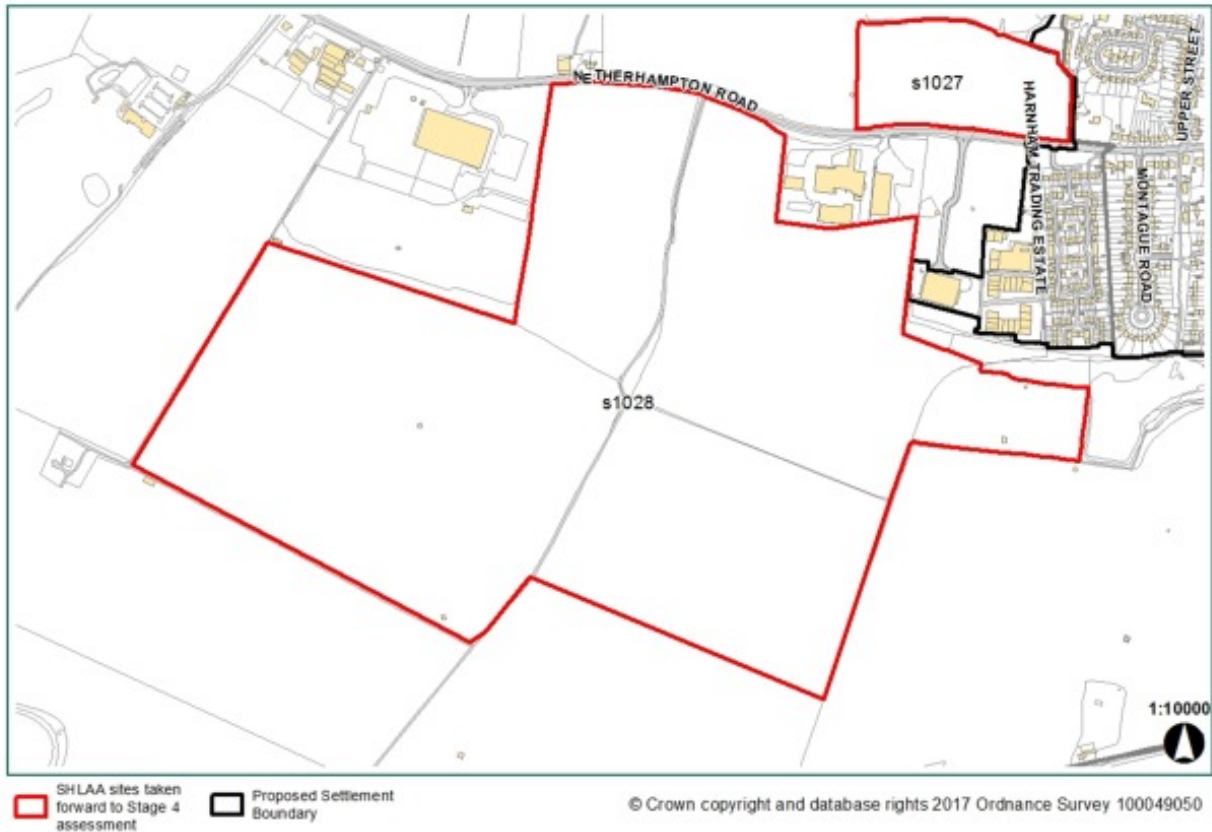 s1027
UPPER STREET
NETHERHAMPTON ROAD
HARNHAM TRADING ESTATE
MONTAGUE ROAD
s1028
1:10000
SHLAA sites taken
forward to Stage 4
assessment
Proposed Settlement
Boundary
© Crown copyright and database rights 2017 Ordnance Survey 100049050